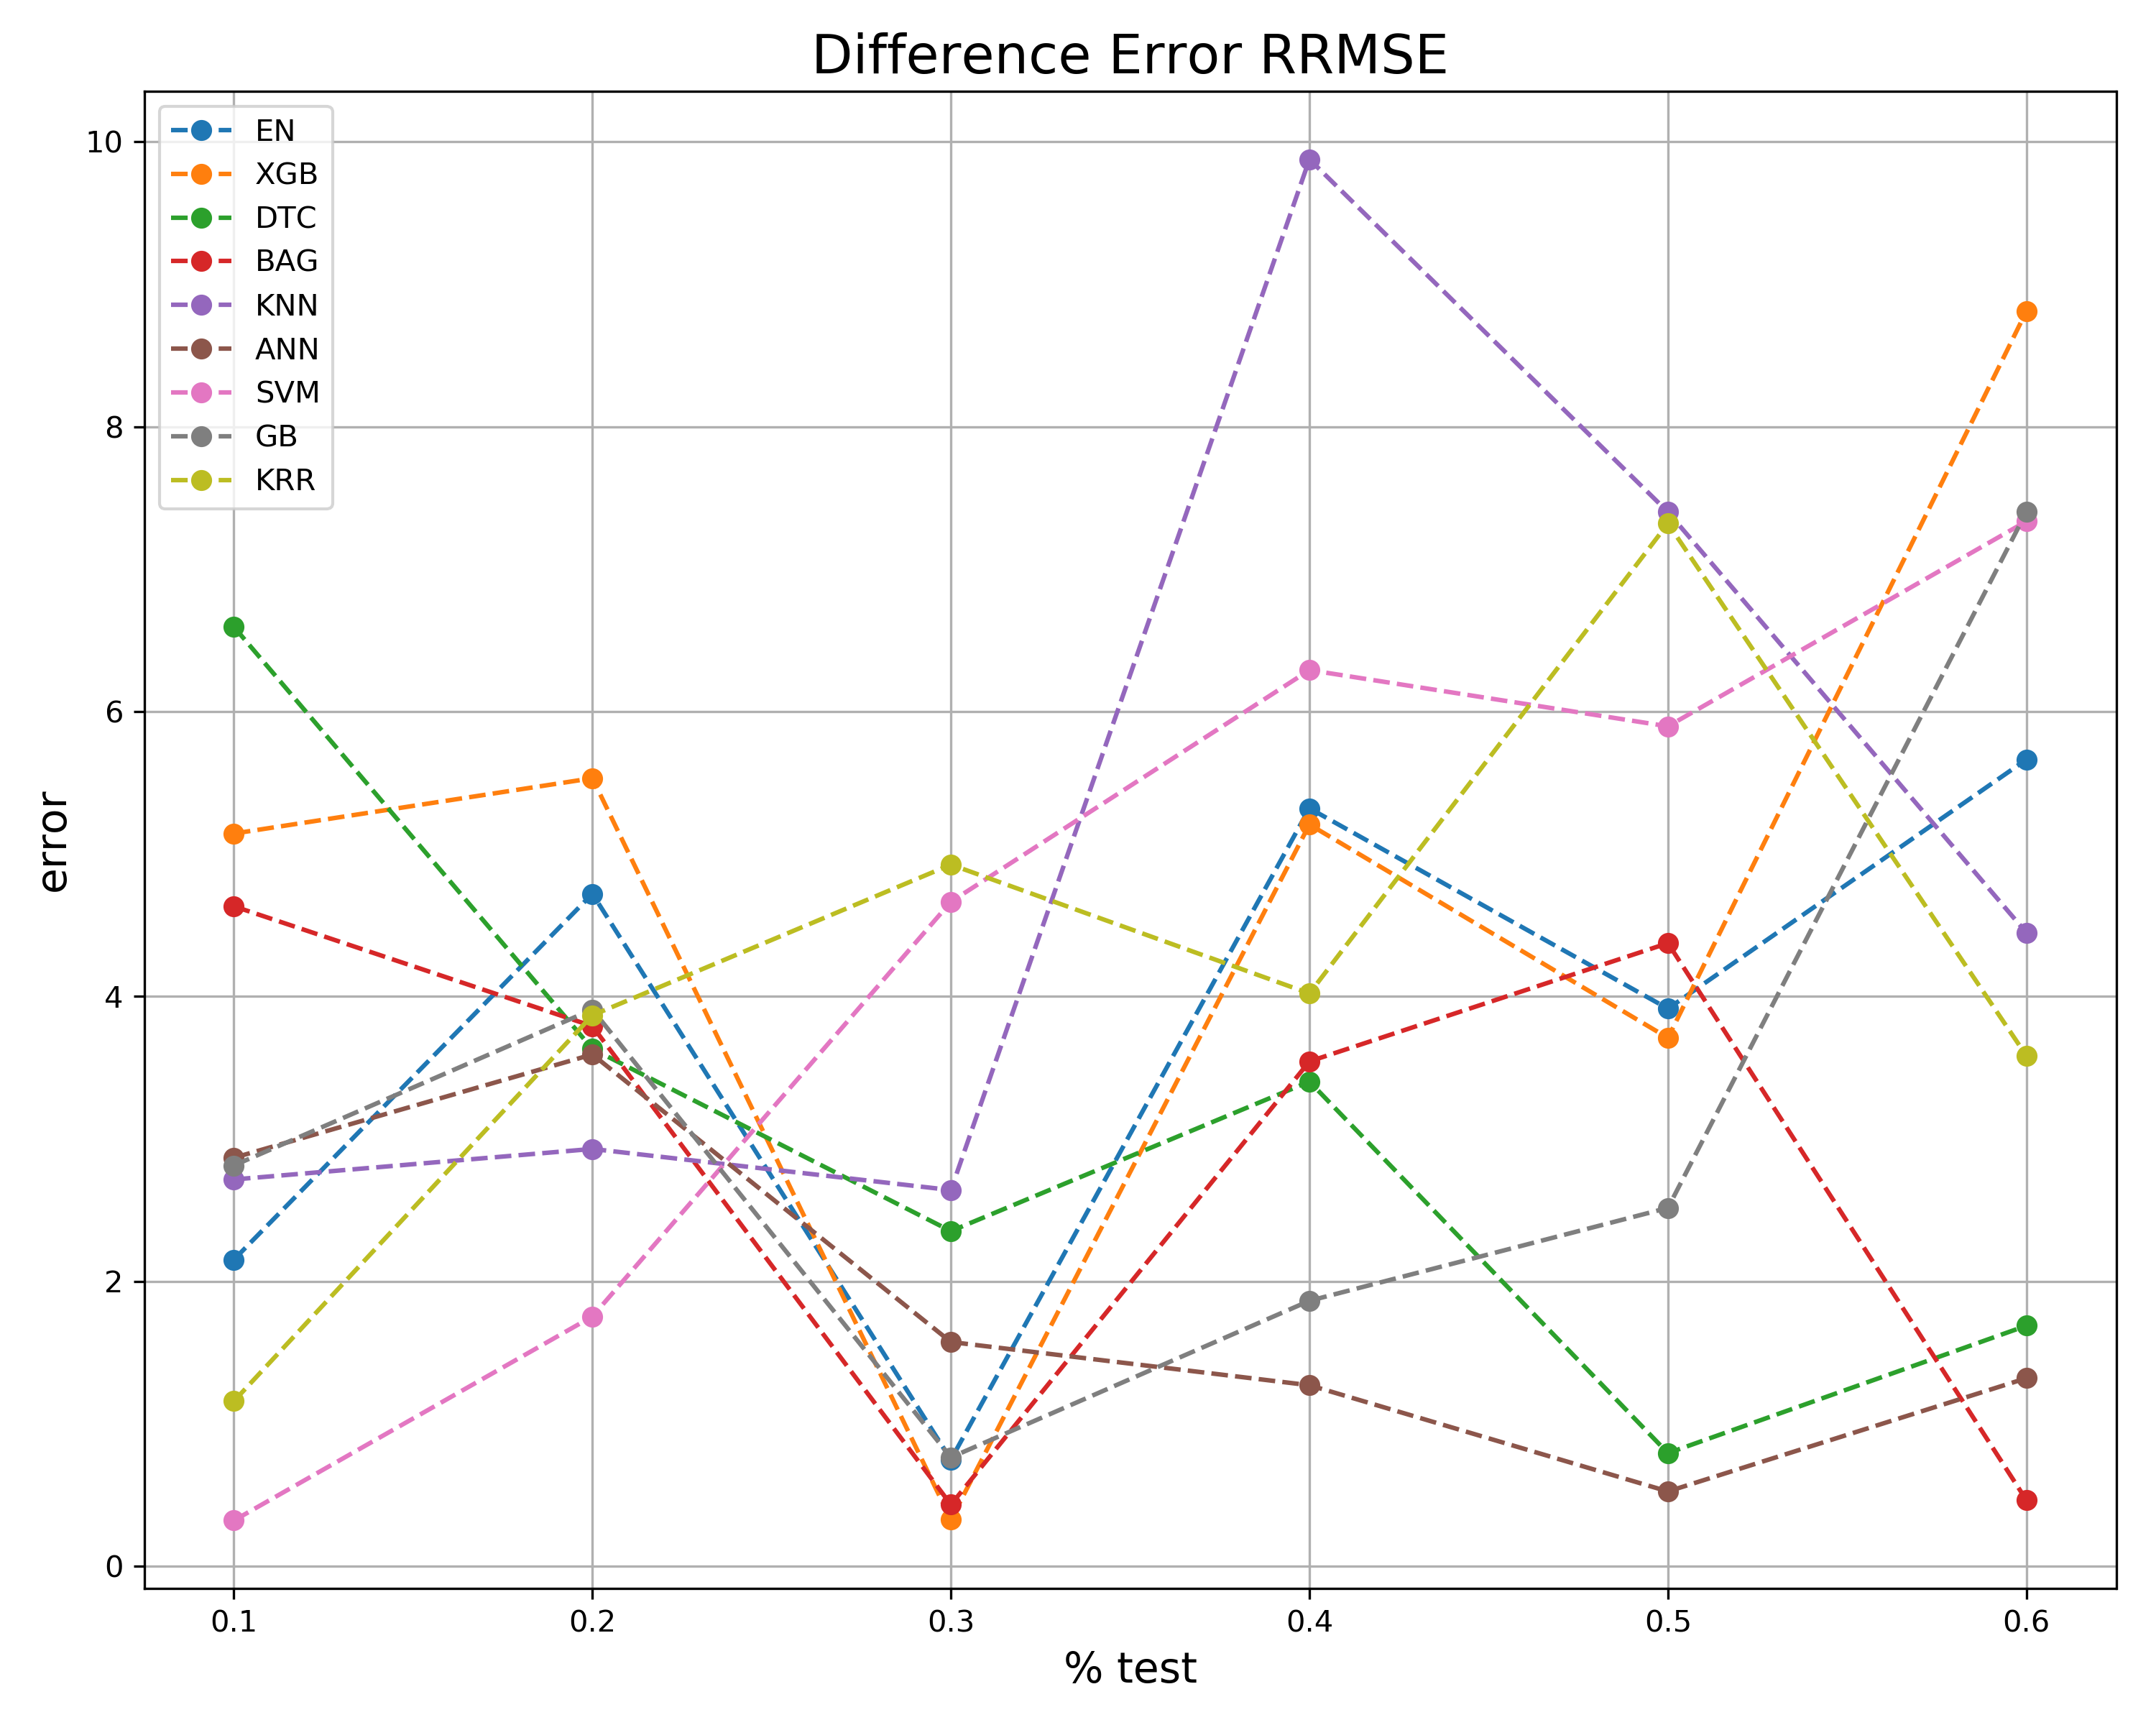 Difference Error RRMSE
EN
XGB
DTC
BAG
KNN
ANN
SVM
GB
KRR
10
8
6
4
2
0
error
0.1 0.2 0.3 0.4 0.5 0.6
% test